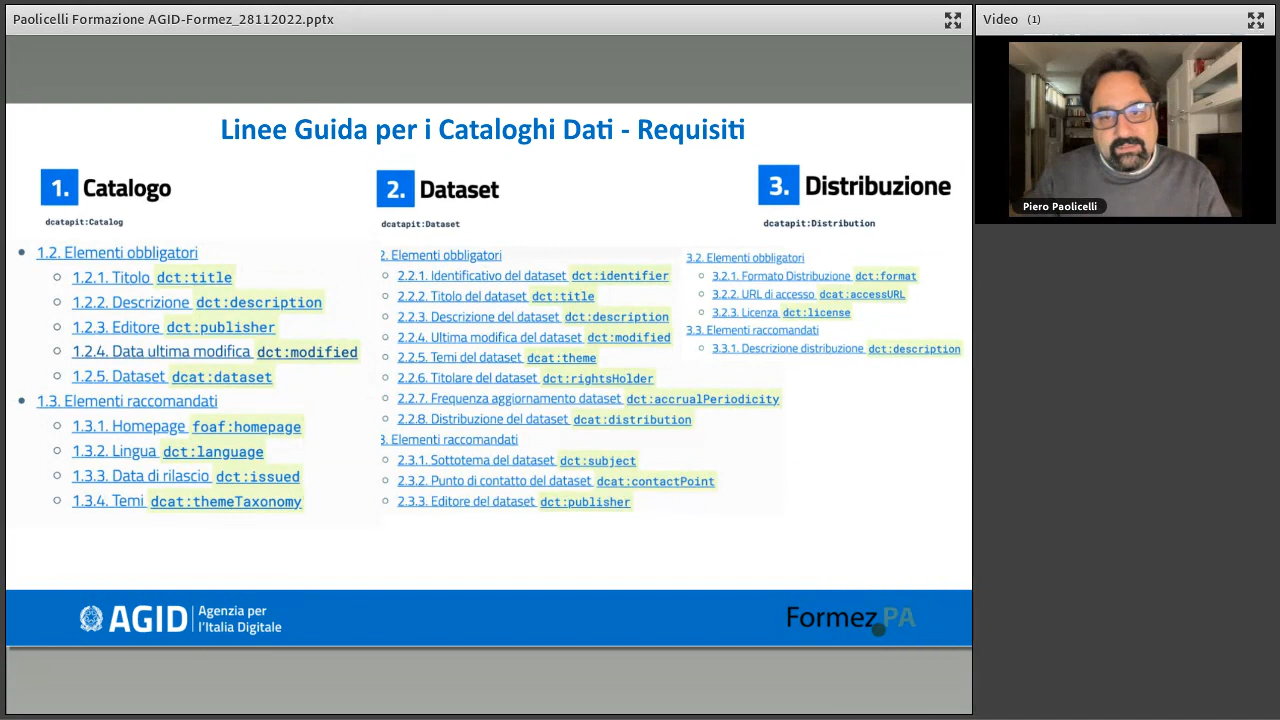 Paolicelli Formazione AGID-Formez_28112022.pptx
Video (1)
Piero Paolicelli
Linee Guida per i Cataloghi Dati - Requisiti
1. Catalogo
dcatapit:Catalog
1.2. Elementi obbligatori
1.2.1. Titolo dct:title
1.2.2. Descrizione dct:description
1.2.3. Editore dct:publisher
1.2.4. Data ultima modifica dct:modified
1.2.5. Dataset dcat:dataset
1.3. Elementi raccomandati
1.3.1. Homepage foaf:homepage
1.3.2. Lingua dct:language
1.3.3. Data di rilascio dct:issued
1.3.4. Temi dcat:themeTaxonomy
2. Dataset
dcatapit:Dataset
2. Elementi obbligatori
2.2.1. Identificativo del dataset dct:identifier
2.2.2. Titolo del dataset dct:title
2.2.3. Descrizione del dataset dct:description
2.2.4. Ultima modifica del dataset dct:modified
2.2.5. Temi del dataset dcat:theme
2.2.6. Titolare del dataset dct:rightsHolder
2.2.7. Frequenza aggiornamento dataset dct:accrualPeriodicity
2.2.8. Distribuzione del dataset dcat:distribution
3. Elementi raccomandati
2.3.1. Sottotema del dataset dct:subject
2.3.2. Punto di contatto del dataset dcat:contactPoint
2.3.3. Editore del dataset dct:publisher
3. Distribuzione
dcatapit:Distribution
3.2. Elementi obbligatori
3.2.1. Formato Distribuzione dct:format
3.2.2. URL di accesso dcat:accessURL
3.2.3. Licenza dct:license
3.3. Elementi raccomandati
3.3.1. Descrizione distribuzione dct:description
AGID
Agenzia per
l'Italia Digitale
Formez PA